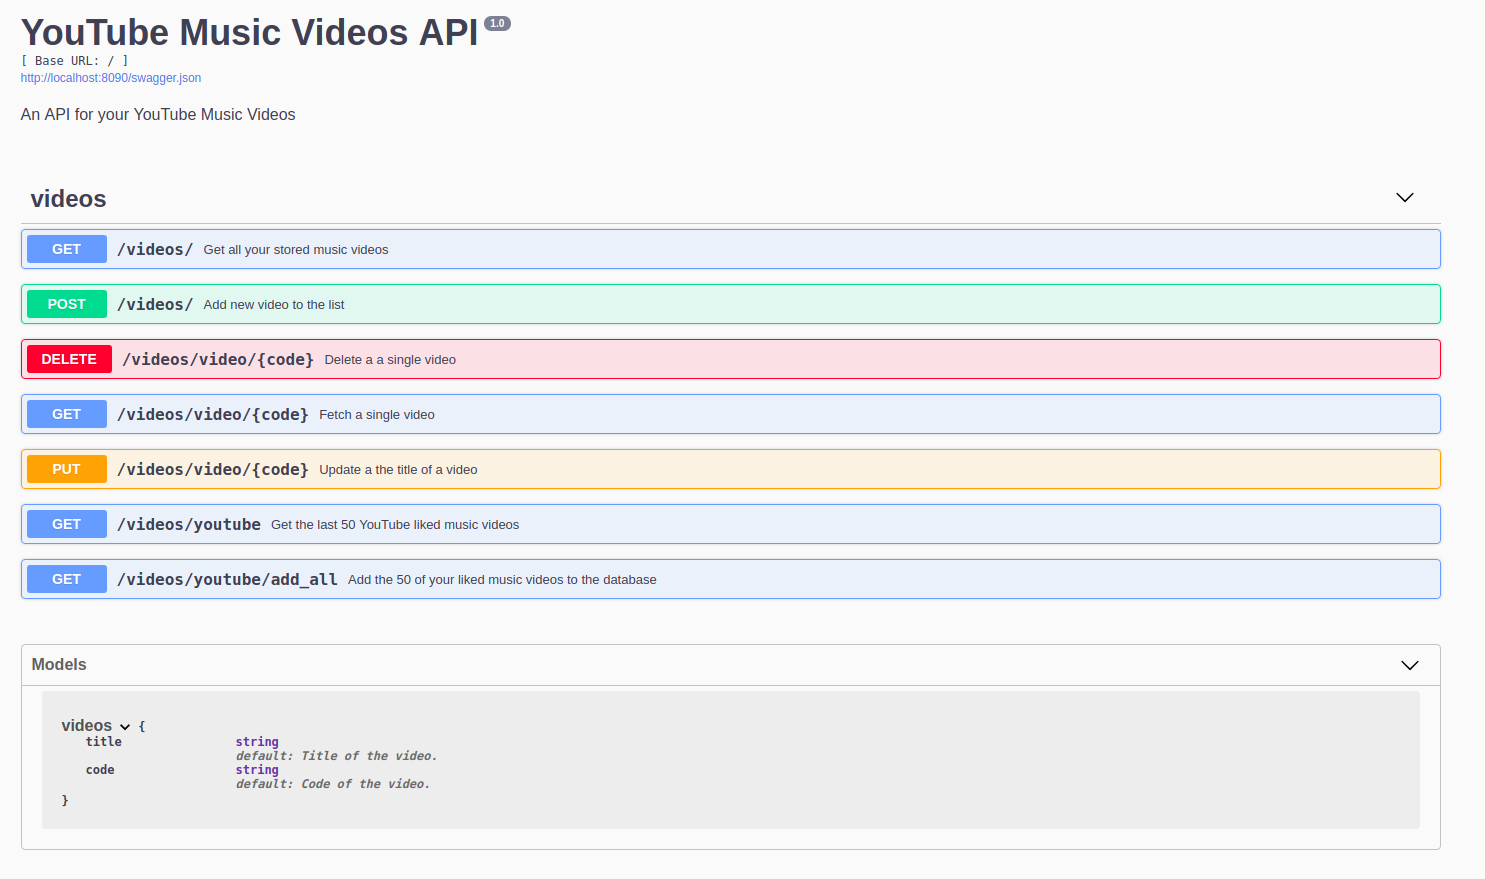 YouTube Music Videos API 1.0
[ Base URL: / ]
http://localhost:8090/swagger.json
An API for your YouTube Music Videos
videos
GET /videos/ Get all your stored music videos
POST /videos/ Add new video to the list
DELETE /videos/video/{code} Delete a a single video
GET /videos/video/{code} Fetch a single video
PUT /videos/video/{code} Update a the title of a video
GET /videos/youtube Get the last 50 YouTube liked music videos
GET /videos/youtube/add_all Add the 50 of your liked music videos to the database
Models
videos {
title string
default: Title of the video.
code string
default: Code of the video.
}